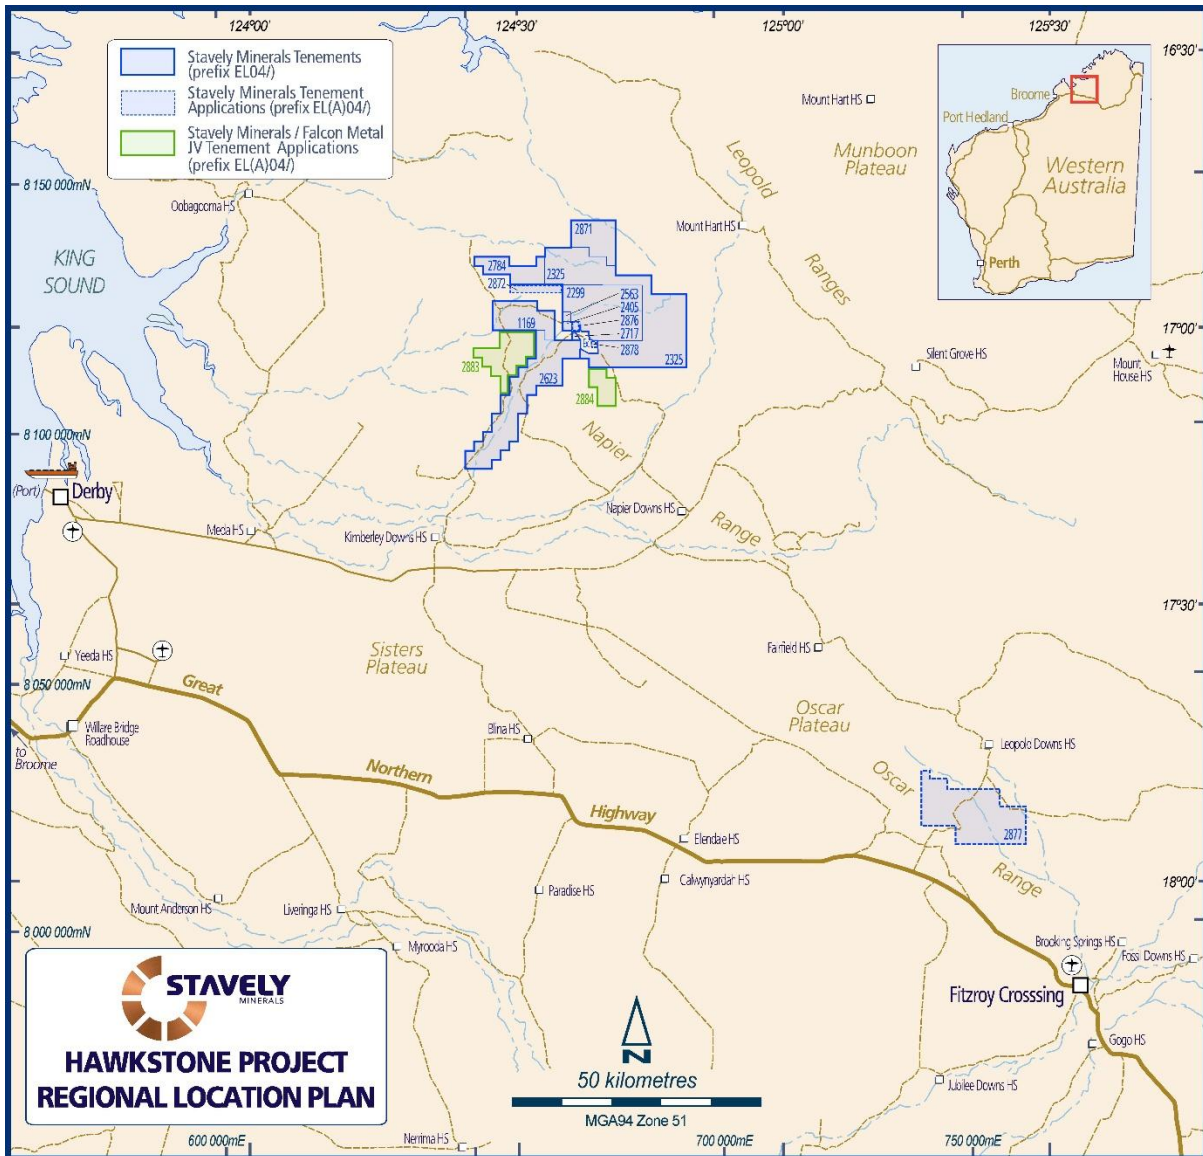 124°00'
124°30'
125°00'
125°30'
16°30'
Stavely Minerals Tenements
(prefix EL04/)
Stavely Minerals Tenement
Applications (prefix EL(A)04/)
Stavely Minerals / Falcon Metal
JV Tenement Applications
(prefix EL(A)04/)
Broome
Port Hedland
Western
Australia
Perth
Mount Hart HS
Munboon
Plateau
Leopold
Ranges
8 150 000mN
Oobagooma HS
Mount Hart HS
KING
SOUND
2871
2784
2325
2872
2299
2563
2405
2876
2717
2878
1169
2325
2883
2623
2884
17°00'
Silent Grove HS
Mount
House HS
8 100 000mN
Napier
Range
(Port)
Derby
Meda HS
Kimberley Downs HS
Napier Downs HS
17°30'
Yeeda HS
Sisters
Plateau
Fairfield HS
8 050 000mN
Great
Northern
Highway
Oscar
Plateau
Willare Bridge
Roadhouse
to
Broome
Blina HS
Leopold Downs HS
Oscar
Range
2877
Ellendae HS
Calwynyardah HS
18°00'
Mount Anderson HS
Liveringa HS
Paradise HS
8 000 000mN
Myrooda HS
Brooking Springs HS
Fossil Downs HS
Fitzroy Crosssing
Gogo HS
Jubilee Downs HS
STAVELY
MINERALS
HAWKSTONE PROJECT
REGIONAL LOCATION PLAN
N
50 kilometres
MGA94 Zone 51
Nerrima HS
600 000mE
700 000mE
750 000mE